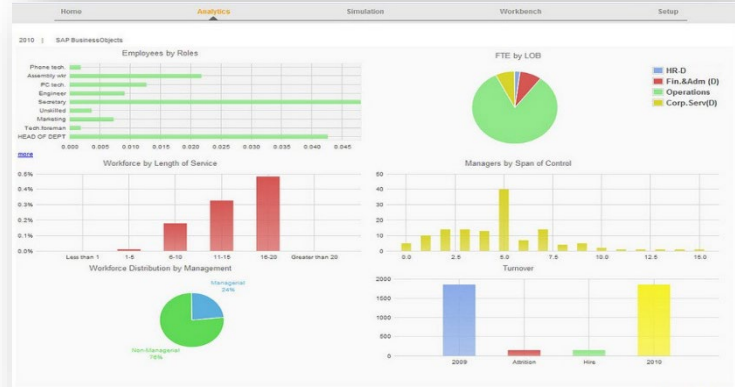 Home Analytics Simulation Workbench Setup
2010 | SAP BusinessObjects
Employees by Roles
Phone tech.
Assembly wkr
PC tech.
Engineer
Secretary
Unskilled
Marketing
Tech.foreman
HEAD OF DEPT
0.000 0.005 0.010 0.015 0.020 0.025 0.030 0.035 0.040 0.045
more
FTE by LOB
HR-D
Fin.&Adm (D)
Operations
Corp.Serv(D)
Workforce by Length of Service
0.5%
0.4%
0.3%
0.2%
0.1%
0.0%
Less than 1 1-5 6-10 11-15 16-20 Greater than 20
Managers by Span of Control
50
40
30
20
10
0
0.0 2.5 5.0 7.5 10.0 12.5 15.0
Workforce Distribution by Management
Managerial
24%
Non-Managerial
76%
Turnover
2000
1500
1000
500
0
2009 Attrition Hire 2010